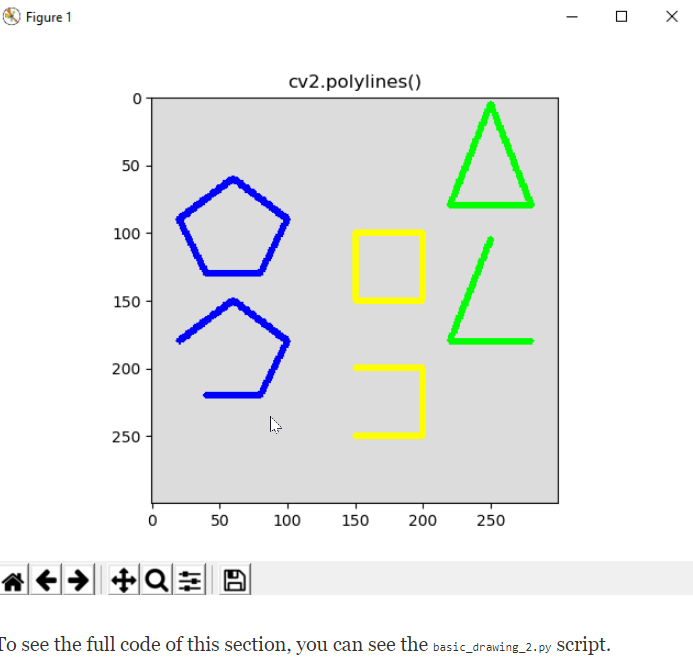 Figure 1
cv2.polylines()
0
50
100
150
200
250
0 50 100 150 200 250
To see the full code of this section, you can see the basic_drawing_2.py script.